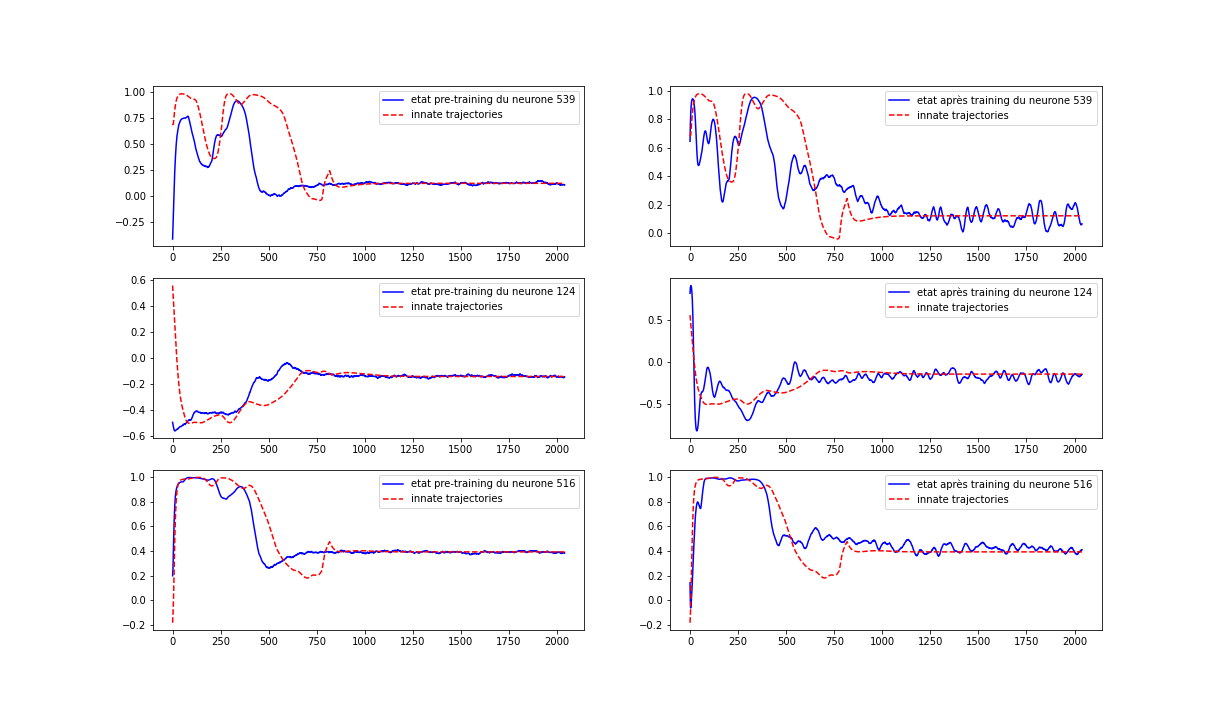 etat pre-training du neurone 539
innate trajectories
1.00
0.75
0.50
0.25
0.00
−0.25
0 250 500 750 1000 1250 1500 1750 2000
etat après training du neurone 539
innate trajectories
1.0
0.8
0.6
0.4
0.2
0.0
0 250 500 750 1000 1250 1500 1750 2000
etat pre-training du neurone 124
innate trajectories
0.6
0.4
0.2
0.0
−0.2
−0.4
−0.6
0 250 500 750 1000 1250 1500 1750 2000
etat après training du neurone 124
innate trajectories
0.5
0.0
−0.5
0 250 500 750 1000 1250 1500 1750 2000
etat pre-training du neurone 516
innate trajectories
1.0
0.8
0.6
0.4
0.2
0.0
−0.2
0 250 500 750 1000 1250 1500 1750 2000
etat après training du neurone 516
innate trajectories
1.0
0.8
0.6
0.4
0.2
0.0
−0.2
0 250 500 750 1000 1250 1500 1750 2000